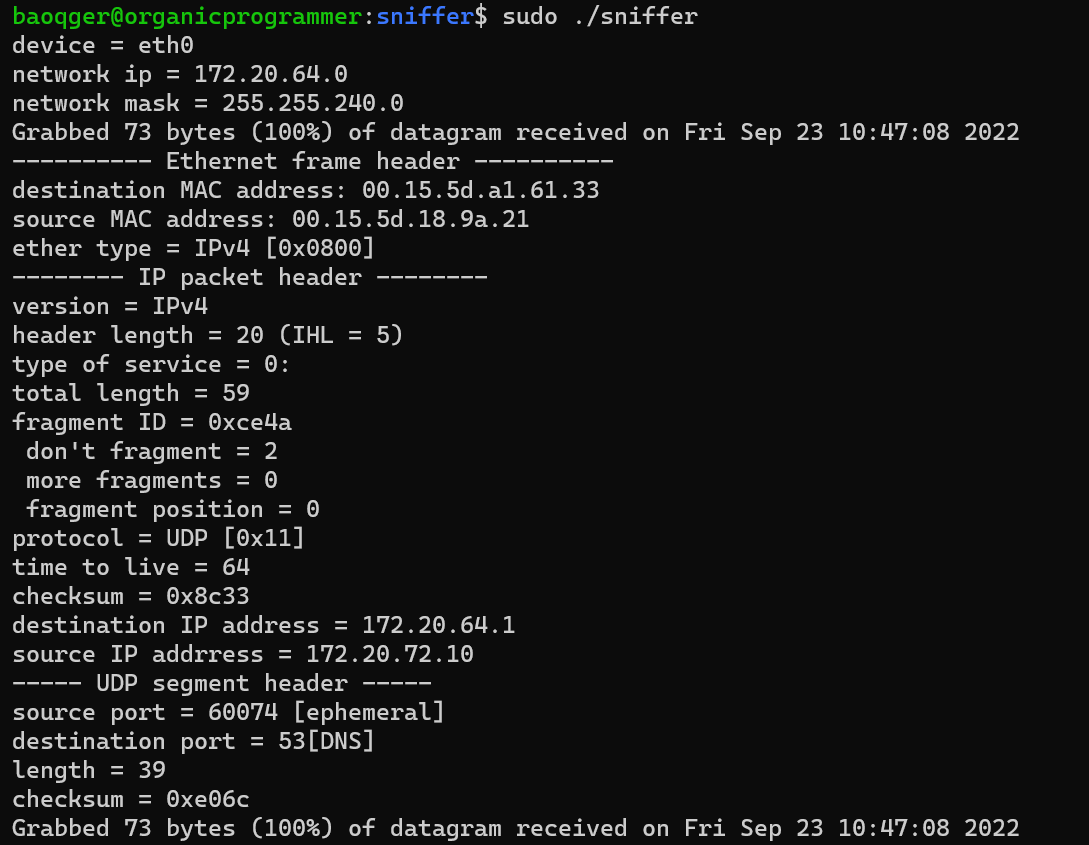 baoqger@organicprogrammer:sniffer$ sudo ./sniffer
device = eth0
network ip = 172.20.64.0
network mask = 255.255.240.0
Grabbed 73 bytes (100%) of datagram received on Fri Sep 23 10:47:08 2022
---------- Ethernet frame header ----------
destination MAC address: 00.15.5d.a1.61.33
source MAC address: 00.15.5d.18.9a.21
ether type = IPv4 [0x0800]
-------- IP packet header --------
version = IPv4
header length = 20 (IHL = 5)
type of service = 0:
total length = 59
fragment ID = 0xce4a
 don't fragment = 2
 more fragments = 0
 fragment position = 0
protocol = UDP [0x11]
time to live = 64
checksum = 0x8c33
destination IP address = 172.20.64.1
source IP addrress = 172.20.72.10
----- UDP segment header -----
source port = 60074 [ephemeral]
destination port = 53[DNS]
length = 39
checksum = 0xe06c
Grabbed 73 bytes (100%) of datagram received on Fri Sep 23 10:47:08 2022